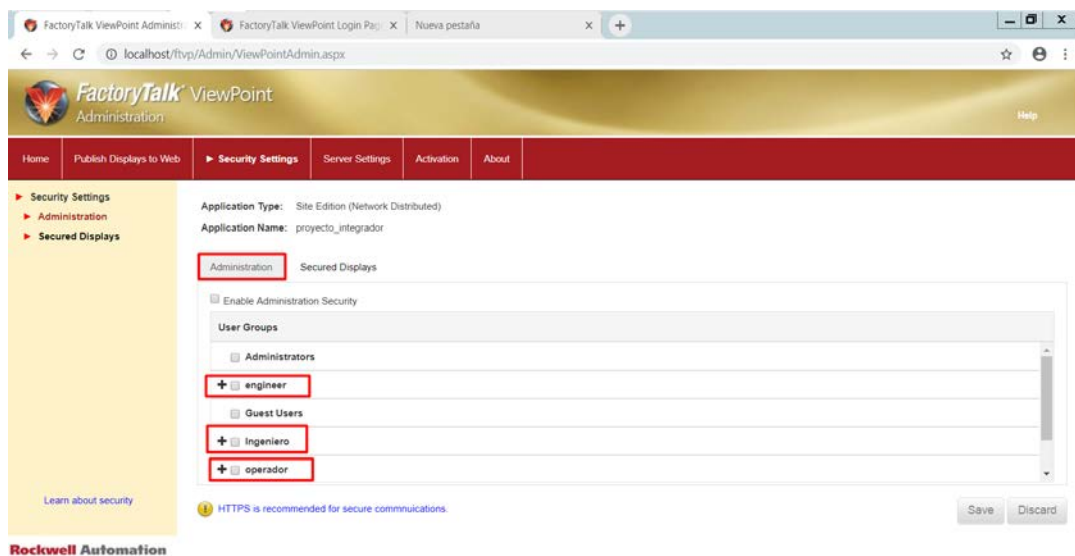 FactoryTalk ViewPoint Administr
FactoryTalk ViewPoint Login Pag
Nueva pestaña
localhost/ftvp/Admin/ViewPointAdmin.aspx
FactoryTalk ViewPoint
Administration
Help
Home
Publish Displays to Web
Security Settings
Server Settings
Activation
About
Security Settings
Administration
Secured Displays
Application Type: Site Edition (Network Distributed)
Application Name: proyecto_integrador
Administration
Secured Displays
Enable Administration Security
User Groups
Administrators
engineer
Guest Users
Ingeniero
operador
Learn about security
HTTPS is recommended for secure commnuications.
Save
Discard
Rockwell Automation